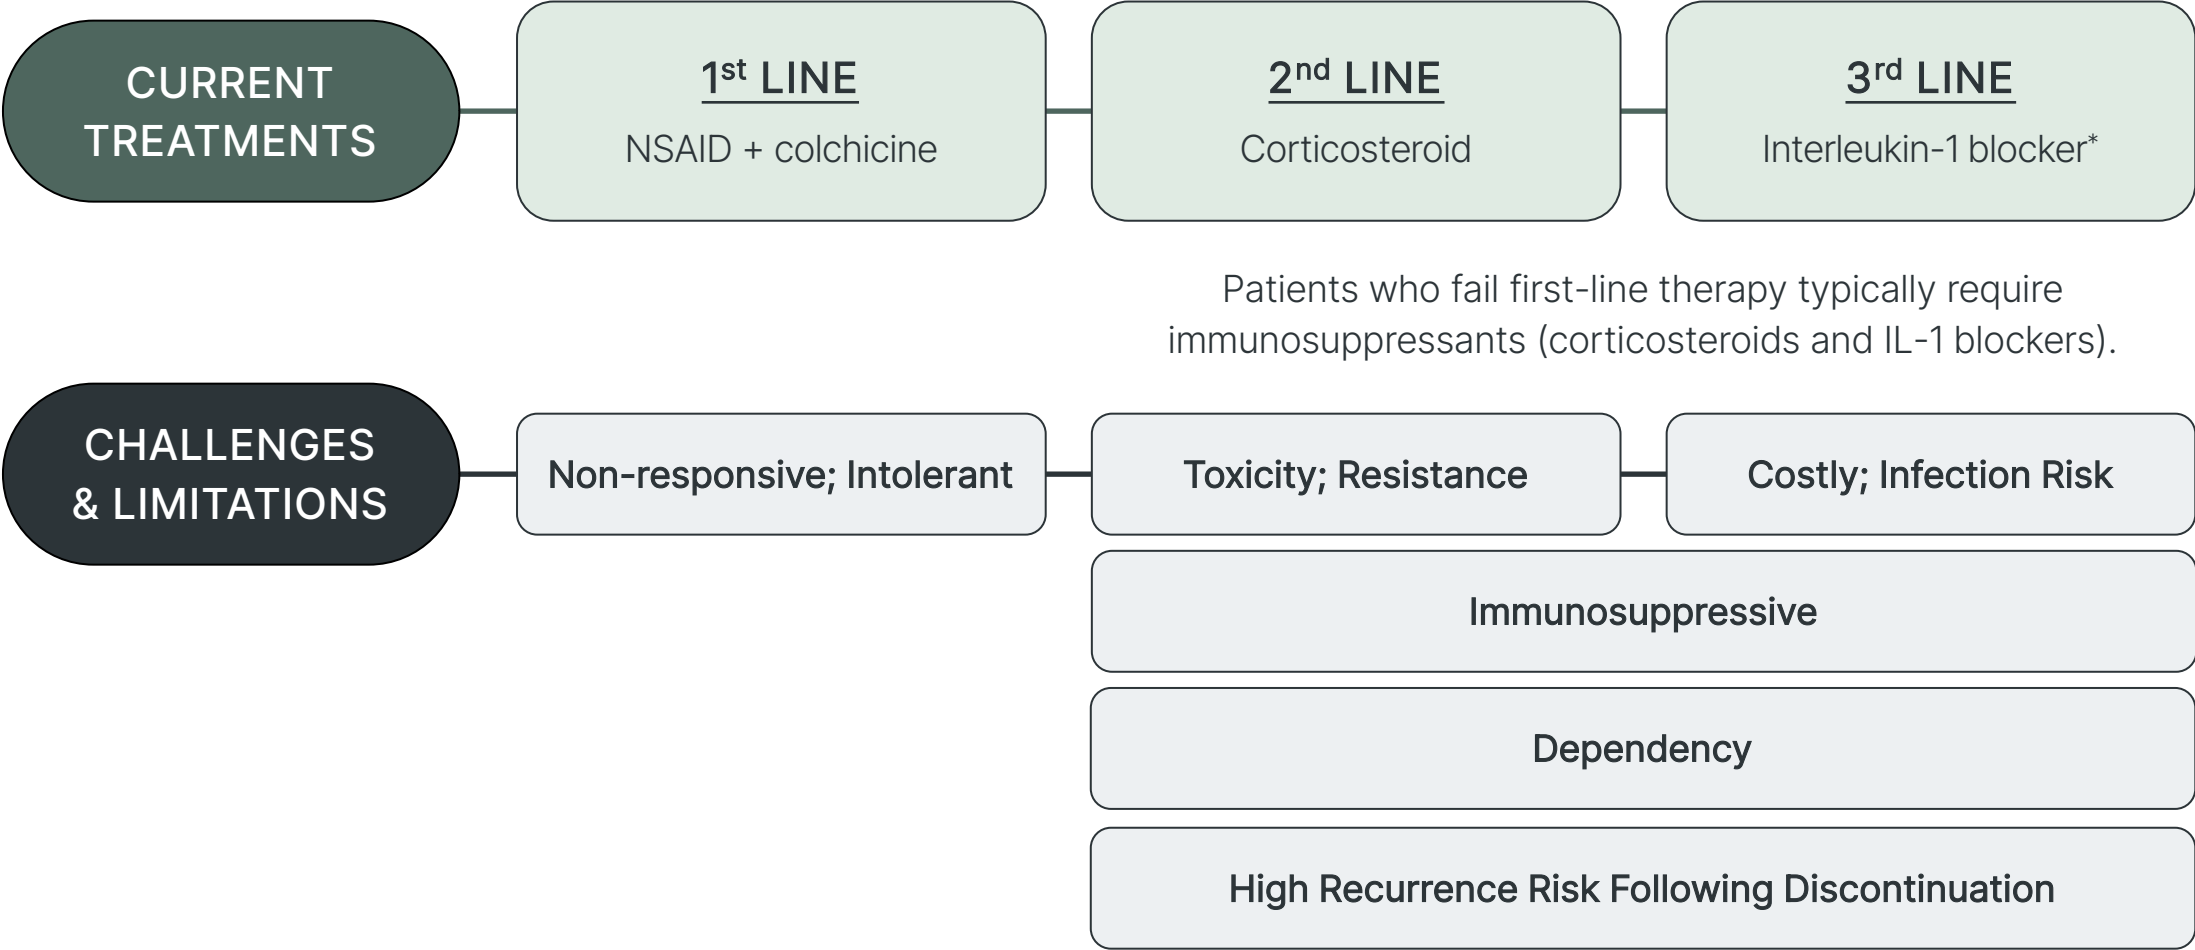 CURRENT
TREATMENTS
1st LINE
NSAID + colchicine
2nd LINE
Corticosteroid
3rd LINE
Interleukin-1 blocker*
Patients who fail first-line therapy typically require
immunosuppressants (corticosteroids and IL-1 blockers).
CHALLENGES
& LIMITATIONS
Non-responsive; Intolerant
Toxicity; Resistance
Costly; Infection Risk
Immunosuppressive
Dependency
High Recurrence Risk Following Discontinuation